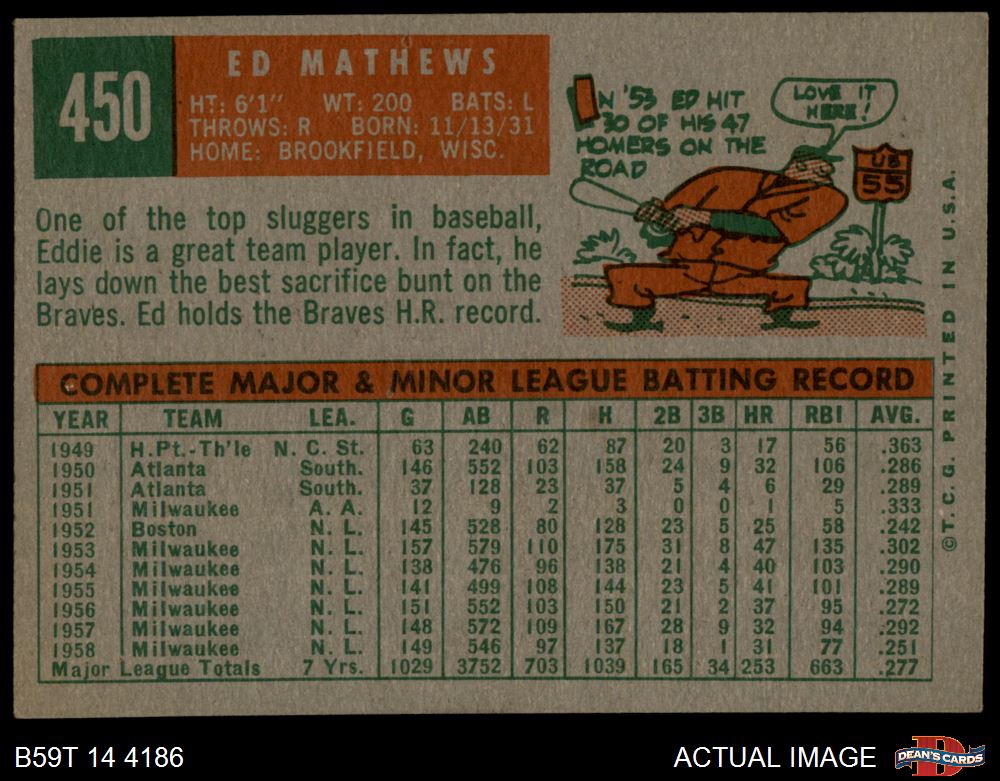 450
ED MATHEWS
HT: 6'1" WT: 200 BATS: L
THROWS: R BORN: 11/13/31
HOME: BROOKFIELD, WISC.
One of the top sluggers in baseball,
Eddie is a great team player. In fact, he
lays down the best sacrifice bunt on the
Braves. Ed holds the Braves H.R. record.
IN '53 ED HIT
30 OF HIS 47
HOMERS ON THE
ROAD
LOVE IT
HERE!
US
55
COMPLETE MAJOR & MINOR LEAGUE BATTING RECORD
YEAR TEAM LEA. G AB R H 2B 3B HR RBI AVG.
1949 H.Pt.-Th'le N. C. St. 63 240 62 87 20 3 17 56 .363
1950 Atlanta South. 146 552 103 158 24 9 32 106 .286
1951 Atlanta South. 37 128 23 37 5 4 6 29 .289
1951 Milwaukee A. A. 12 9 2 3 0 0 1 5 .333
1952 Boston N. L. 145 528 80 128 23 5 25 58 .242
1953 Milwaukee N. L. 157 579 110 175 31 8 47 135 .302
1954 Milwaukee N. L. 138 476 96 138 21 4 40 103 .290
1955 Milwaukee N. L. 141 499 108 144 23 5 41 101 .289
1956 Milwaukee N. L. 151 552 103 150 21 2 37 95 .272
1957 Milwaukee N. L. 148 572 109 167 28 9 32 94 .292
1958 Milwaukee N. L. 149 546 97 137 18 1 31 77 .251
Major League Totals 7 Yrs. 1029 3752 703 1039 165 34 253 663 .277
©T.C.G. PRINTED IN U.S.A.
B59T 14 4186
ACTUAL IMAGE
D
DEAN'S CARDS